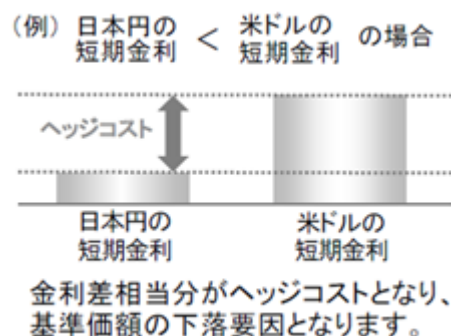 (例) 日本円の短期金利 < 米ドルの短期金利 の場合
ヘッジコスト
日本円の
短期金利
米ドルの
短期金利
金利差相当分がヘッジコストとなり、
基準価額の下落要因となります。